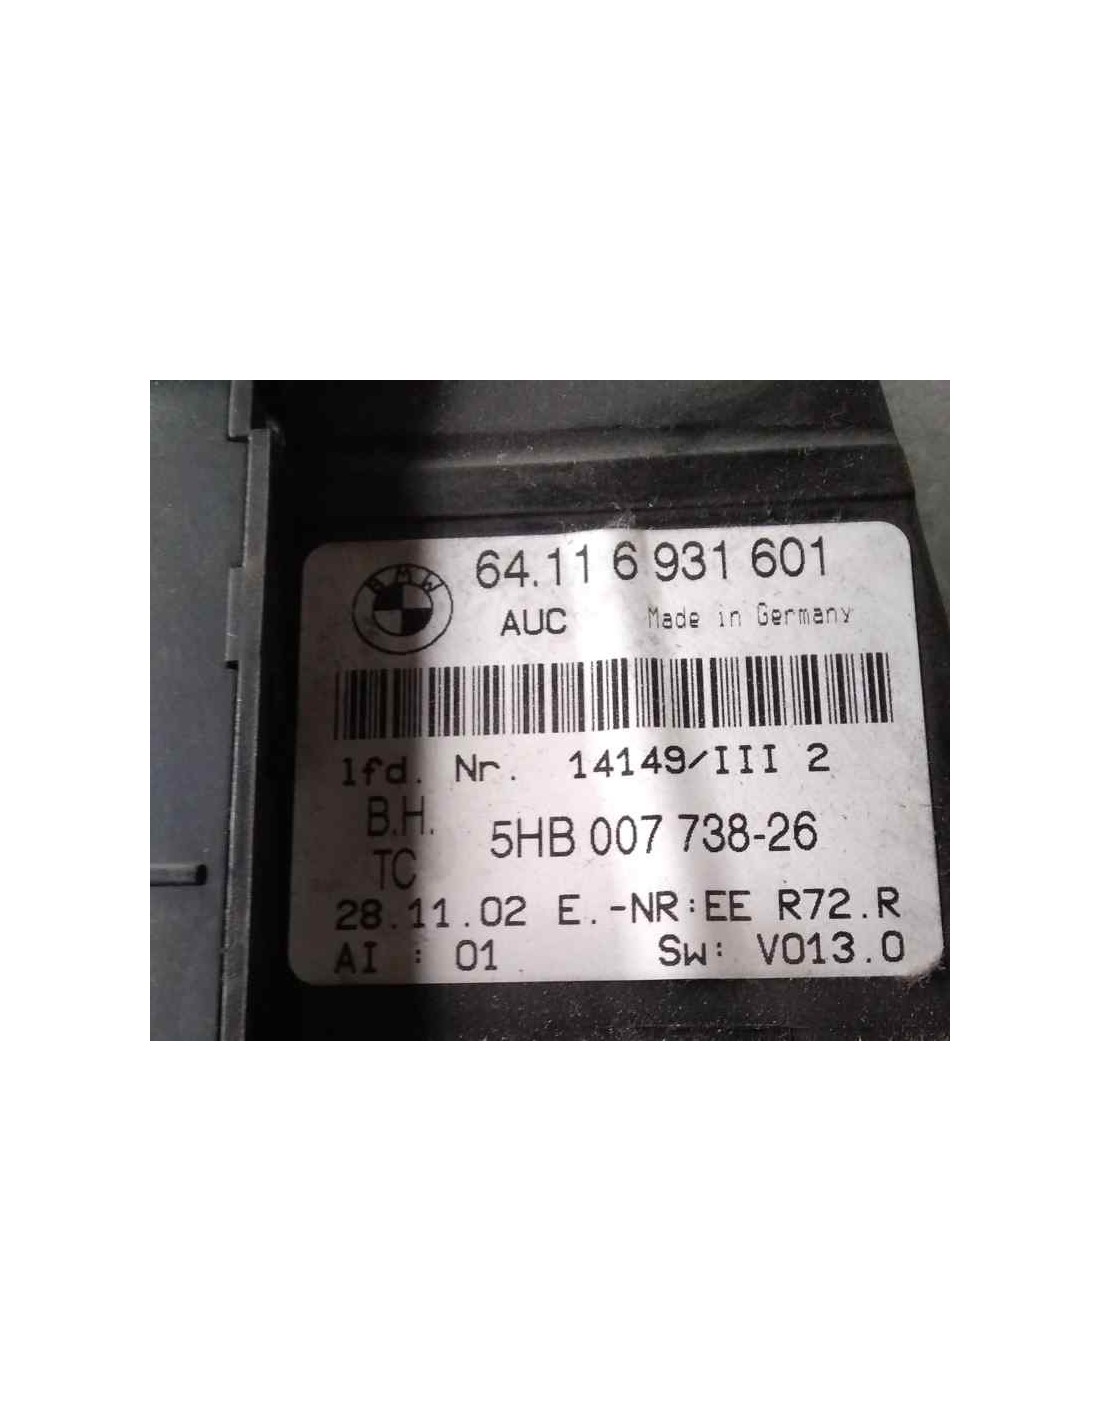 BMW
64.11 6 931 601
AUC Made in Germany
lfd. Nr. 14149/III 2
B.H. 5HB 007 738-26
TC
28.11.02 E.-NR:EE R72.R
AI : 01 Sw: V013.0